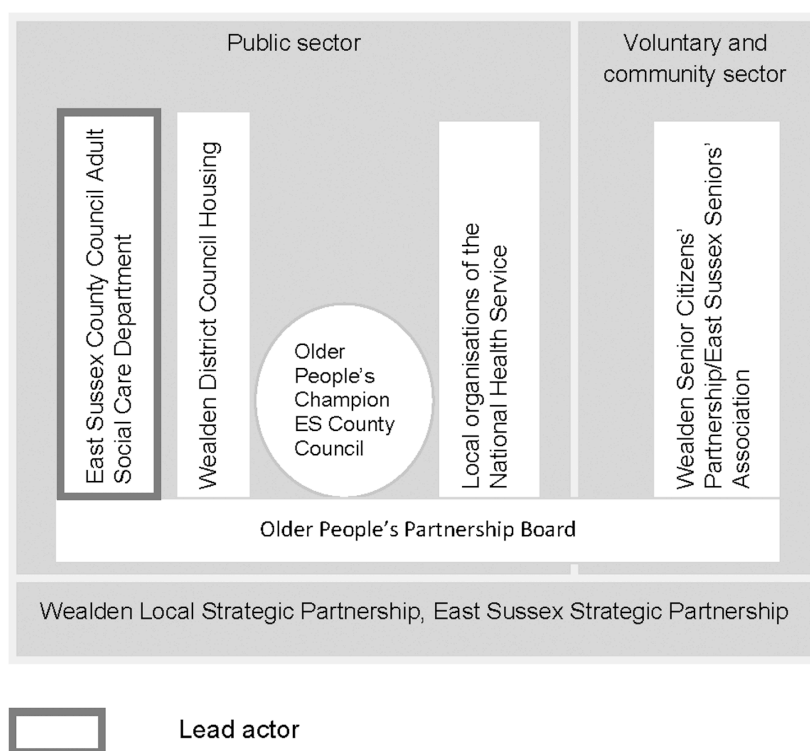 Public sector
Voluntary and
community sector
East Sussex County Council Adult
Social Care Department
Wealden District Council Housing
Older
People's
Champion
ES County
Council
Local organisations of the
National Health Service
Wealden Senior Citizens'
Partnership/East Sussex Seniors'
Association
Older People's Partnership Board
Wealden Local Strategic Partnership, East Sussex Strategic Partnership
Lead actor